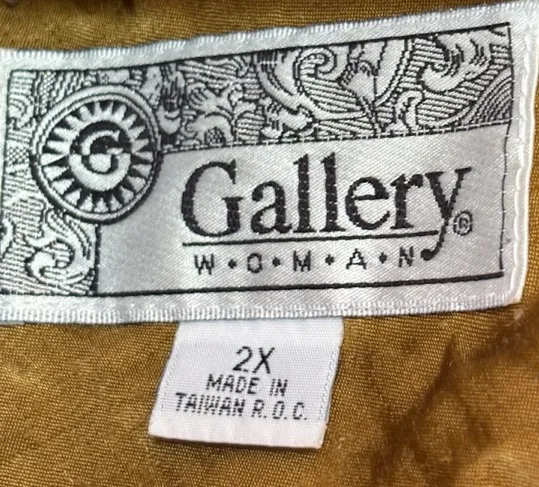 G
Gallery®
W•O•M•A•N
2X
MADE IN
TAIWAN R.O.C.